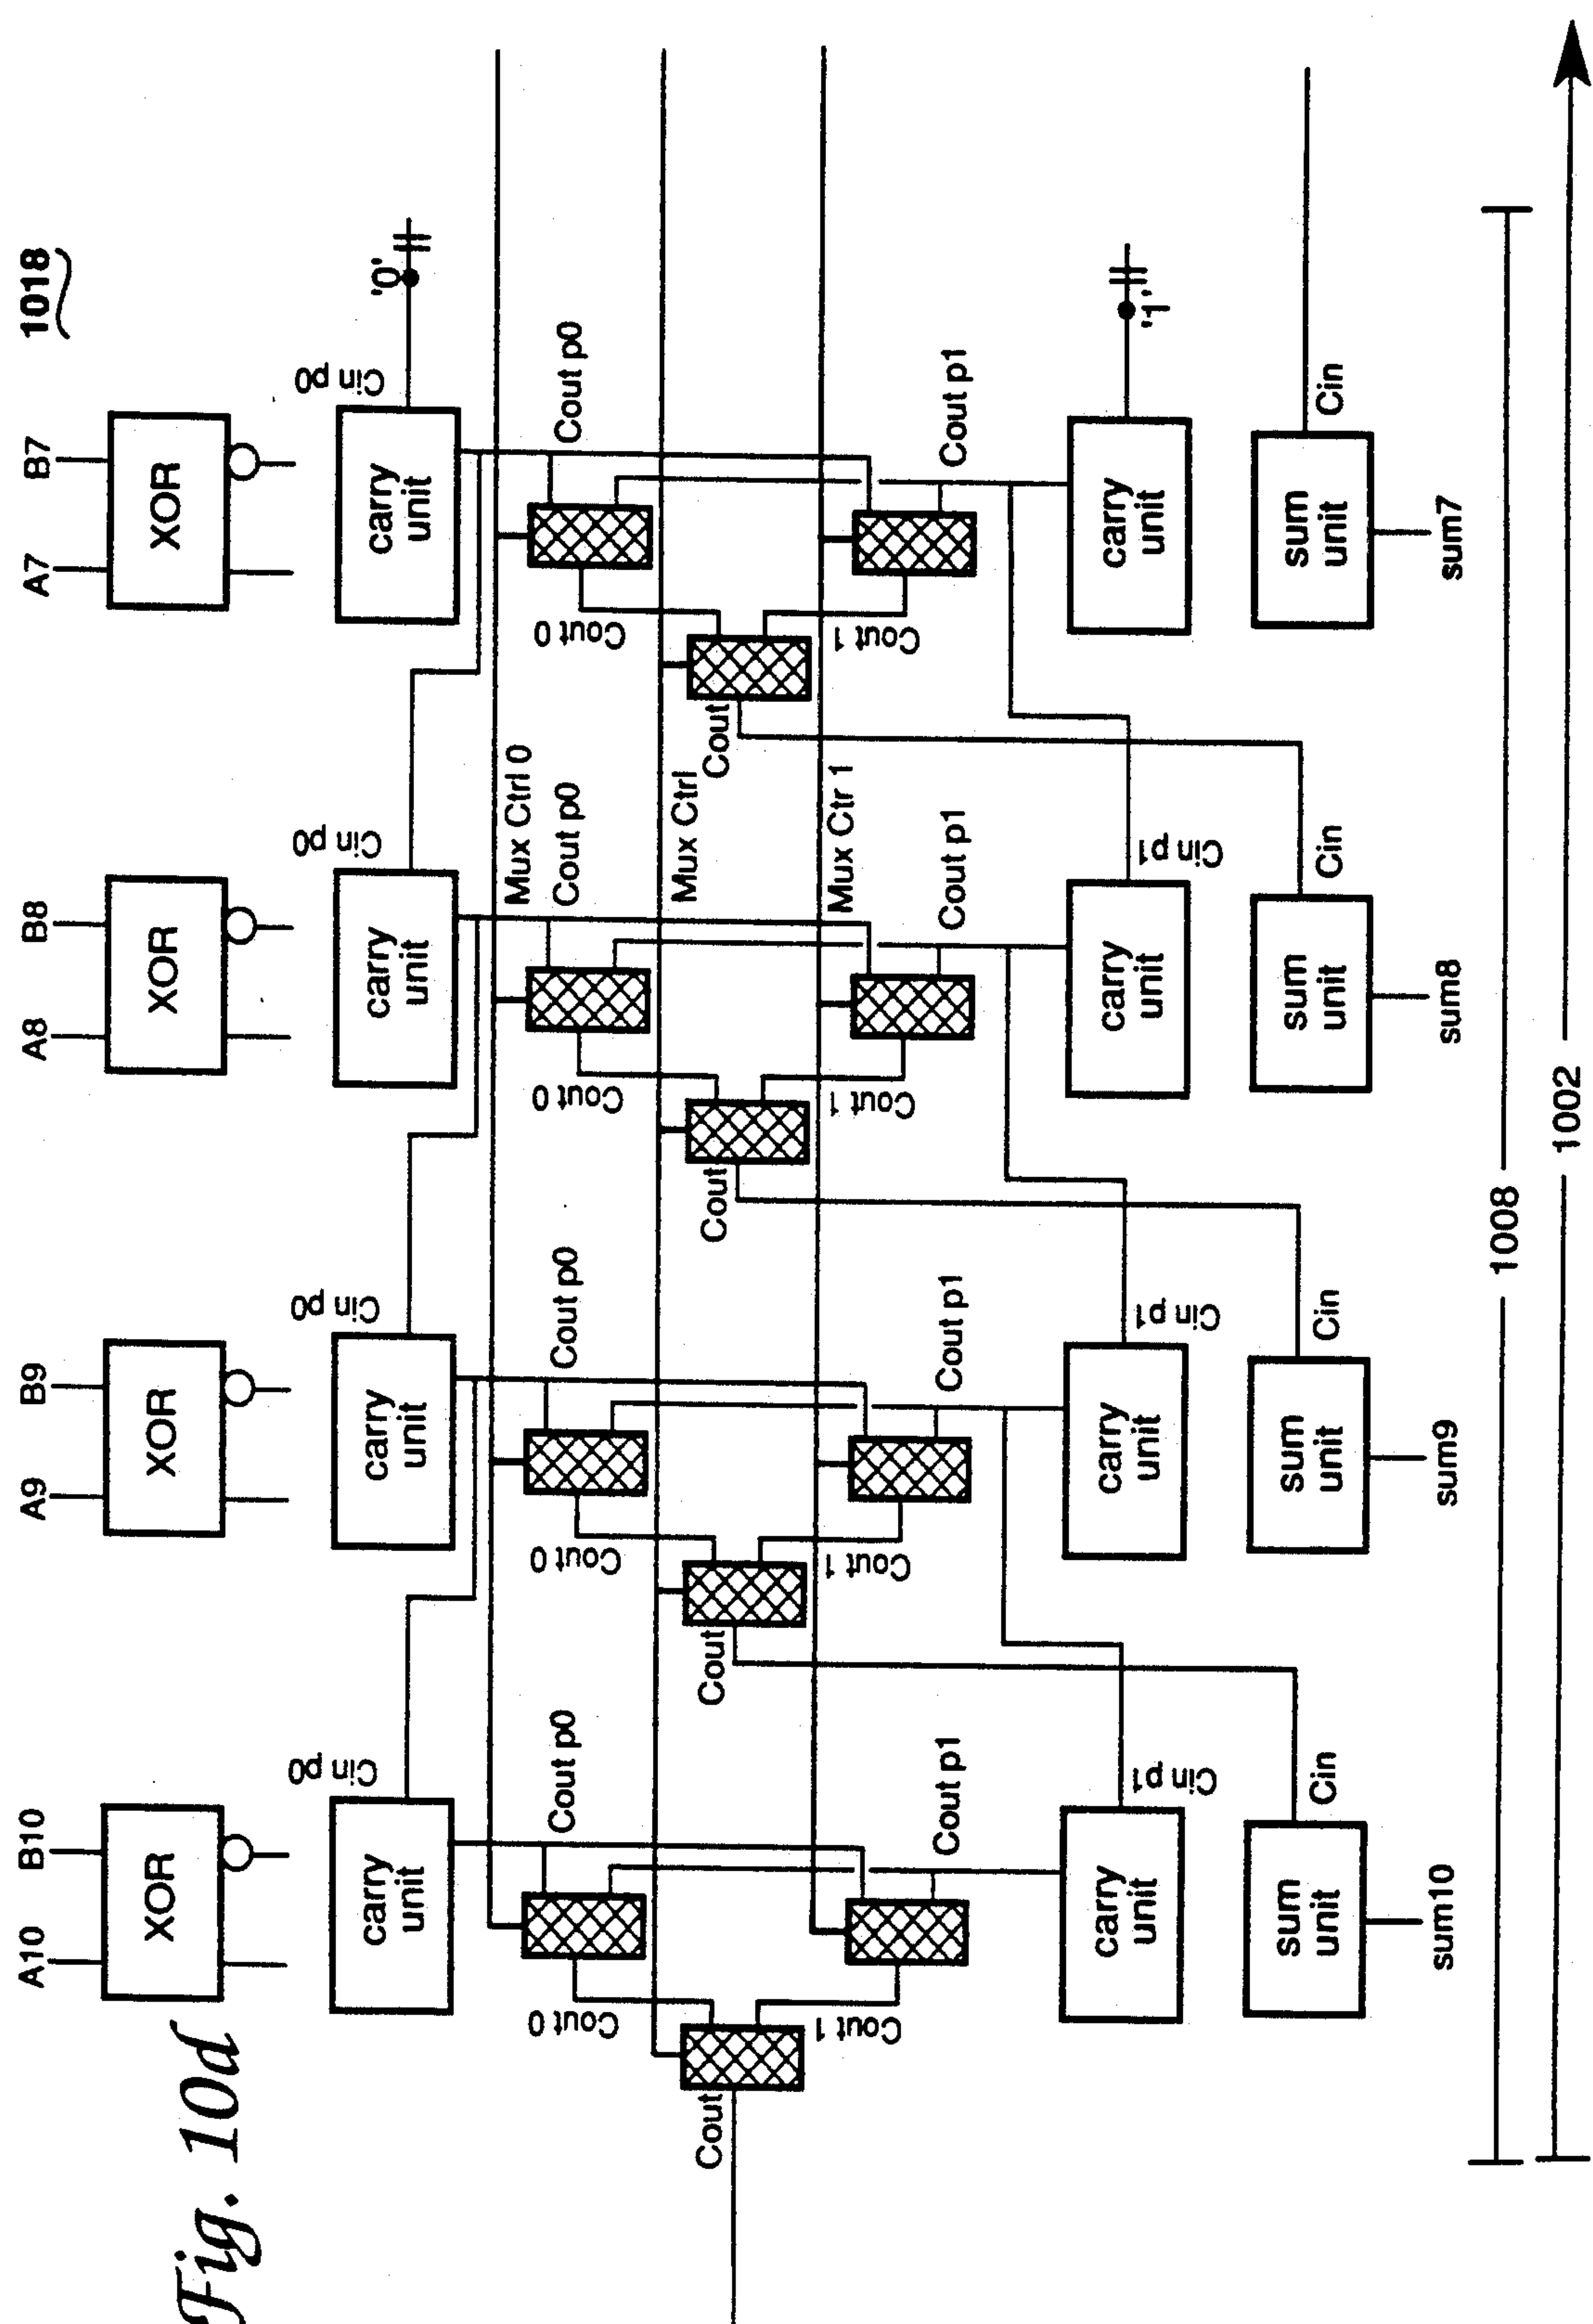 1018
A10 B10 A9 B9 A8 B8 A7 B7
Fig. 10d
XOR XOR XOR XOR
Cin p0 Cin p0 Cin p0 Cin p0 '0'
carry unit carry unit carry unit carry unit
Mux Ctrl 0
Cout p0 Cout p0 Cout p0 Cout p0
Cout 0 Cout 0 Cout 0 Cout 0
Mux Ctrl
Cout Cout Cout Cout
Mux Ctr 1
Cout 1 Cout 1 Cout 1 Cout 1
Cout p1 Cout p1 Cout p1 Cout p1
carry unit carry unit carry unit carry unit
Cin p1 Cin p1 Cin p1 '1'
sum unit sum unit sum unit sum unit
Cin Cin Cin Cin
sum10 sum9 sum8 sum7
1008
1002